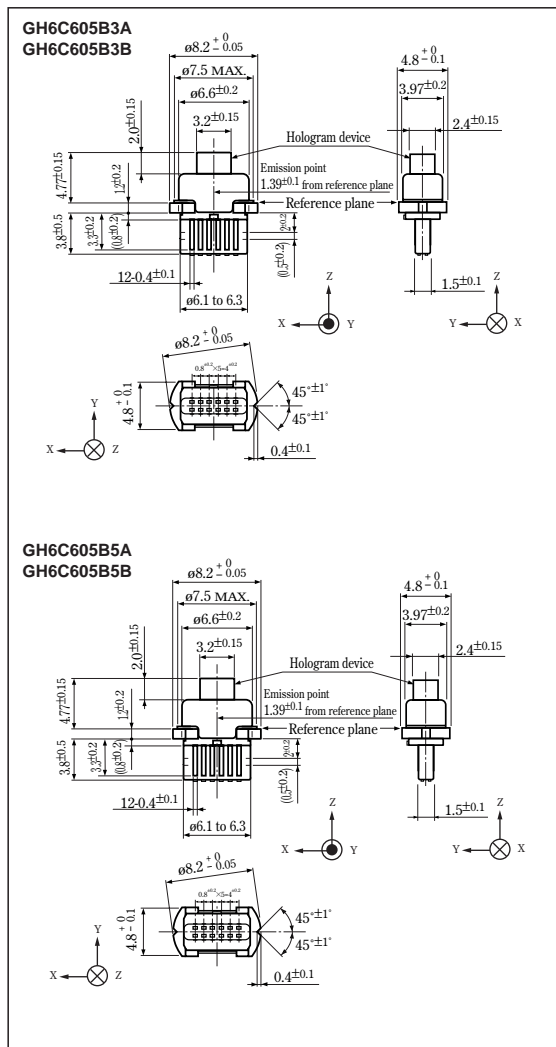 GH6C605B3A
GH6C605B3B
ø8.2 + 0 − 0.05
ø7.5 MAX.
ø6.6±0.2
3.2±0.15
2.0±0.15
4.77±0.15
1.2±0.2
3.8±0.5
3.3±0.2
(0.8±0.2)
Hologram device
Emission point
1.39±0.1 from reference plane
Reference plane
2±0.2
(0.5±0.2)
12-0.4±0.1
ø6.1 to 6.3
4.8 + 0 − 0.1
3.97±0.2
2.4±0.15
1.5±0.1
Z
X
Y
Z
Y
X
ø8.2 + 0 − 0.05
0.8±0.2×5=4±0.2
4.8 + 0 − 0.1
45°±1°
45°±1°
0.4±0.1
Y
X
Z
GH6C605B5A
GH6C605B5B
ø8.2 + 0 − 0.05
ø7.5 MAX.
ø6.6±0.2
3.2±0.15
2.0±0.15
4.77±0.15
1.2±0.2
3.8±0.5
3.3±0.2
(0.8±0.2)
Hologram device
Emission point
1.39±0.1 from reference plane
Reference plane
2±0.2
(0.5±0.2)
12-0.4±0.1
ø6.1 to 6.3
4.8 + 0 − 0.1
3.97±0.2
2.4±0.15
1.5±0.1
Z
X
Y
Z
Y
X
ø8.2 + 0 − 0.05
0.8±0.2×5=4±0.2
4.8 + 0 − 0.1
45°±1°
45°±1°
0.4±0.1
Y
X
Z